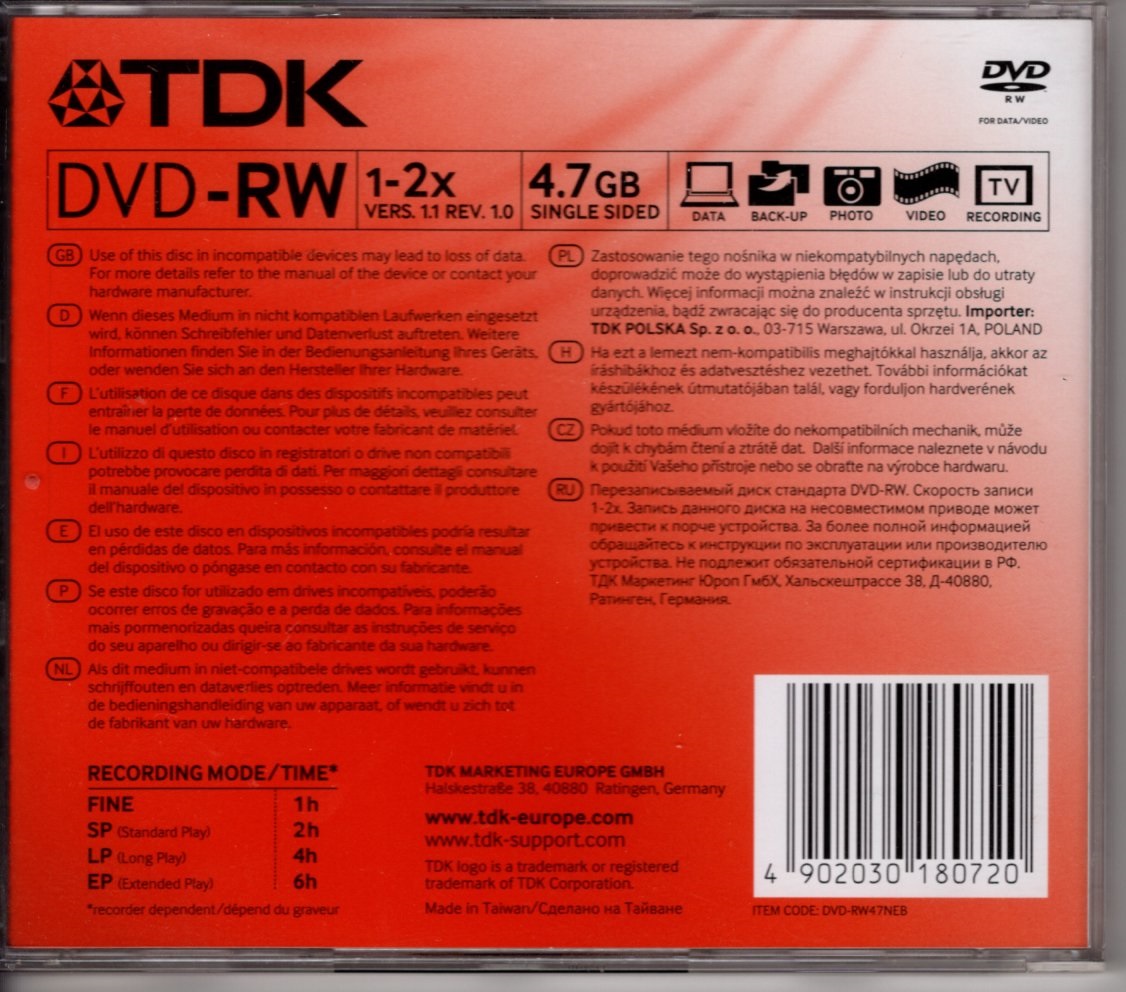 TDK
DVD
RW
FOR DATA/VIDEO
DVD-RW
1-2x
VERS. 1.1 REV. 1.0
4.7GB
SINGLE SIDED
DATA
BACK-UP
PHOTO
VIDEO
TV
RECORDING
GB Use of this disc in incompatible devices may lead to loss of data.
For more details refer to the manual of the device or contact your
hardware manufacturer.
D Wenn dieses Medium in nicht kompatiblen Laufwerken eingesetzt
wird, können Schreibfehler und Datenverlust auftreten. Weitere
Informationen finden Sie in der Bedienungsanleitung Ihres Geräts,
oder wenden Sie sich an den Hersteller Ihrer Hardware.
F L'utilisation de ce disque dans des dispositifs incompatibles peut
entraîner la perte de données. Pour plus de détails, veuillez consulter
le manuel d'utilisation ou contacter votre fabricant de matériel.
I L'utilizzo di questo disco in registratori o drive non compatibili
potrebbe provocare perdita di dati. Per maggiori dettagli consultare
il manuale del dispositivo in possesso o contattare il produttore
dell'hardware.
E El uso de este disco en dispositivos incompatibles podría resultar
en pérdidas de datos. Para más información, consulte el manual
del dispositivo o póngase en contacto con su fabricante.
P Se este disco for utilizado em drives incompatíveis, poderão
ocorrer erros de gravação e a perda de dados. Para informações
mais pormenorizadas queira consultar as instruções de serviço
do seu aparelho ou dirigir-se ao fabricante da sua hardware.
NL Als dit medium in niet-compatibele drives wordt gebruikt, kunnen
schrijffouten en dataverlies optreden. Meer informatie vindt u in
de bedieningshandleiding van uw apparaat, of wendt u zich tot
de fabrikant van uw hardware.
PL Zastosowanie tego nośnika w niekompatybilnych napędach,
doprowadzić może do wystąpienia błędów w zapisie lub do utraty
danych. Więcej informacji można znaleźć w instrukcji obsługi
urządzenia, bądź zwracając się do producenta sprzętu. Importer:
TDK POLSKA Sp. z o. o., 03-715 Warszawa, ul. Okrzei 1A, POLAND
H Ha ezt a lemezt nem-kompatibilis meghajtókkal használja, akkor az
íráshibákhoz és adatvesztéshez vezethet. További információkat
készülékének útmutatójában talál, vagy forduljon hardverének
gyártójához.
CZ Pokud toto médium vložíte do nekompatibilních mechanik, může
dojít k chybám čtení a ztrátě dat. Další informace naleznete v návodu
k použití Vašeho přístroje nebo se obraťte na výrobce hardwaru.
RU Перезаписываемый диск стандарта DVD-RW. Скорость записи
1-2x. Запись данного диска на несовместимом приводе может
привести к порче устройства. За более полной информацией
обращайтесь к инструкции по эксплуатации или производителю
устройства. Не подлежит обязательной сертификации в РФ.
ТДК Маркетинг Юроп ГмбХ, Хальскештрассе 38, Д-40880,
Ратинген, Германия.
RECORDING MODE/TIME*
FINE 1h
SP (Standard Play) 2h
LP (Long Play) 4h
EP (Extended Play) 6h
*recorder dependent/dépend du graveur
TDK MARKETING EUROPE GMBH
Halskestraße 38, 40880 Ratingen, Germany
www.tdk-europe.com
www.tdk-support.com
TDK logo is a trademark or registered
trademark of TDK Corporation.
Made in Taiwan/Сделано на Тайване
4 902030 180720
ITEM CODE: DVD-RW47NEB